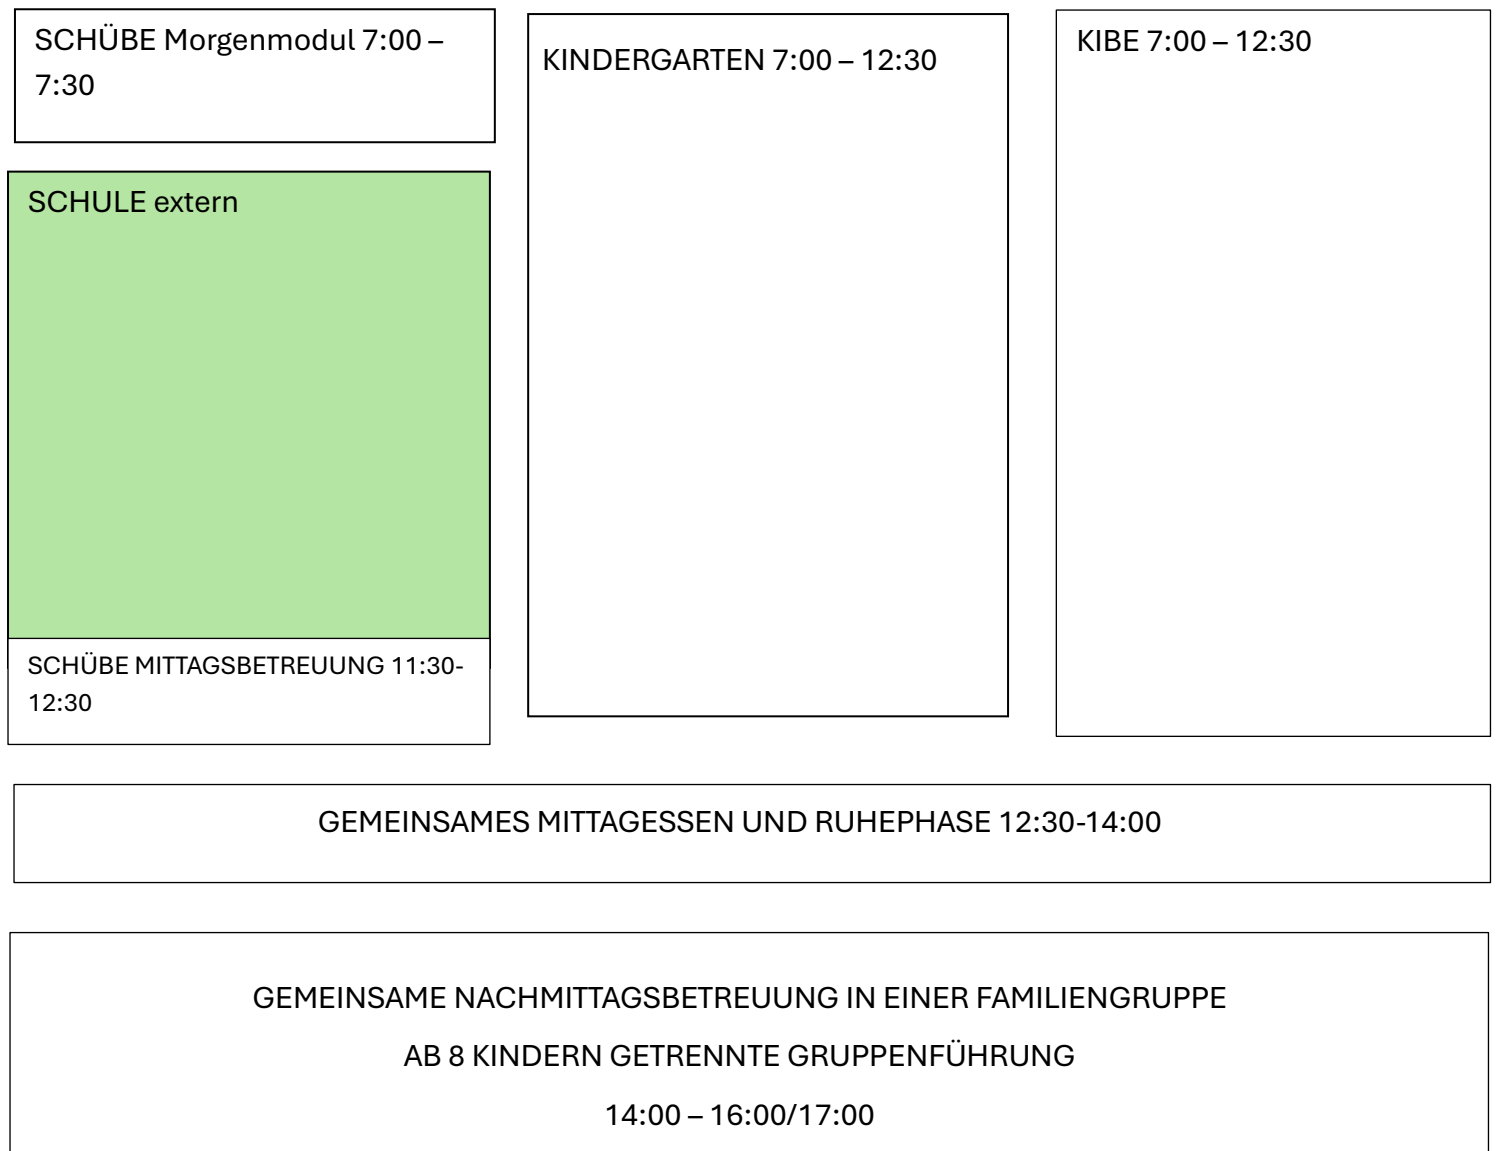 SCHÜBE Morgenmodul 7:00 –
7:30
SCHULE extern
SCHÜBE MITTAGSBETREUUNG 11:30-
12:30
KINDERGARTEN 7:00 – 12:30
KIBE 7:00 – 12:30
GEMEINSAMES MITTAGESSEN UND RUHEPHASE 12:30-14:00
GEMEINSAME NACHMITTAGSBETREUUNG IN EINER FAMILIENGRUPPE
AB 8 KINDERN GETRENNTE GRUPPENFÜHRUNG
14:00 – 16:00/17:00